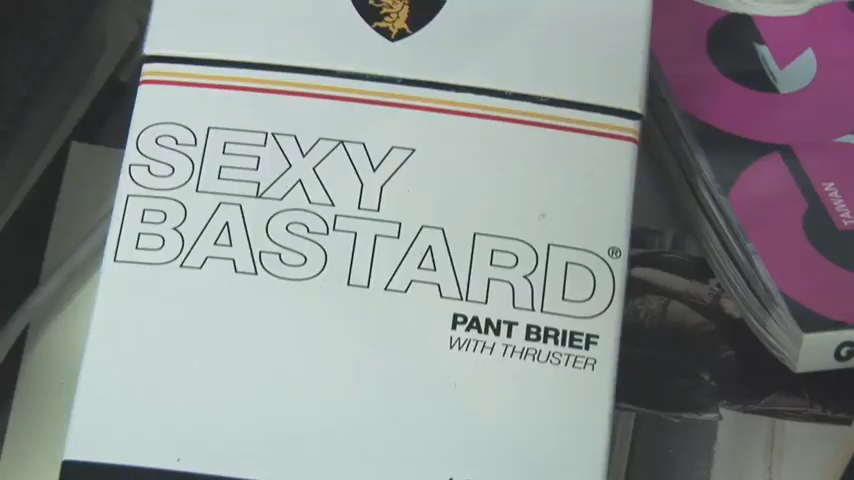 SEXY
BASTARD®
PANT BRIEF
WITH THRUSTER
TAIWAN
G